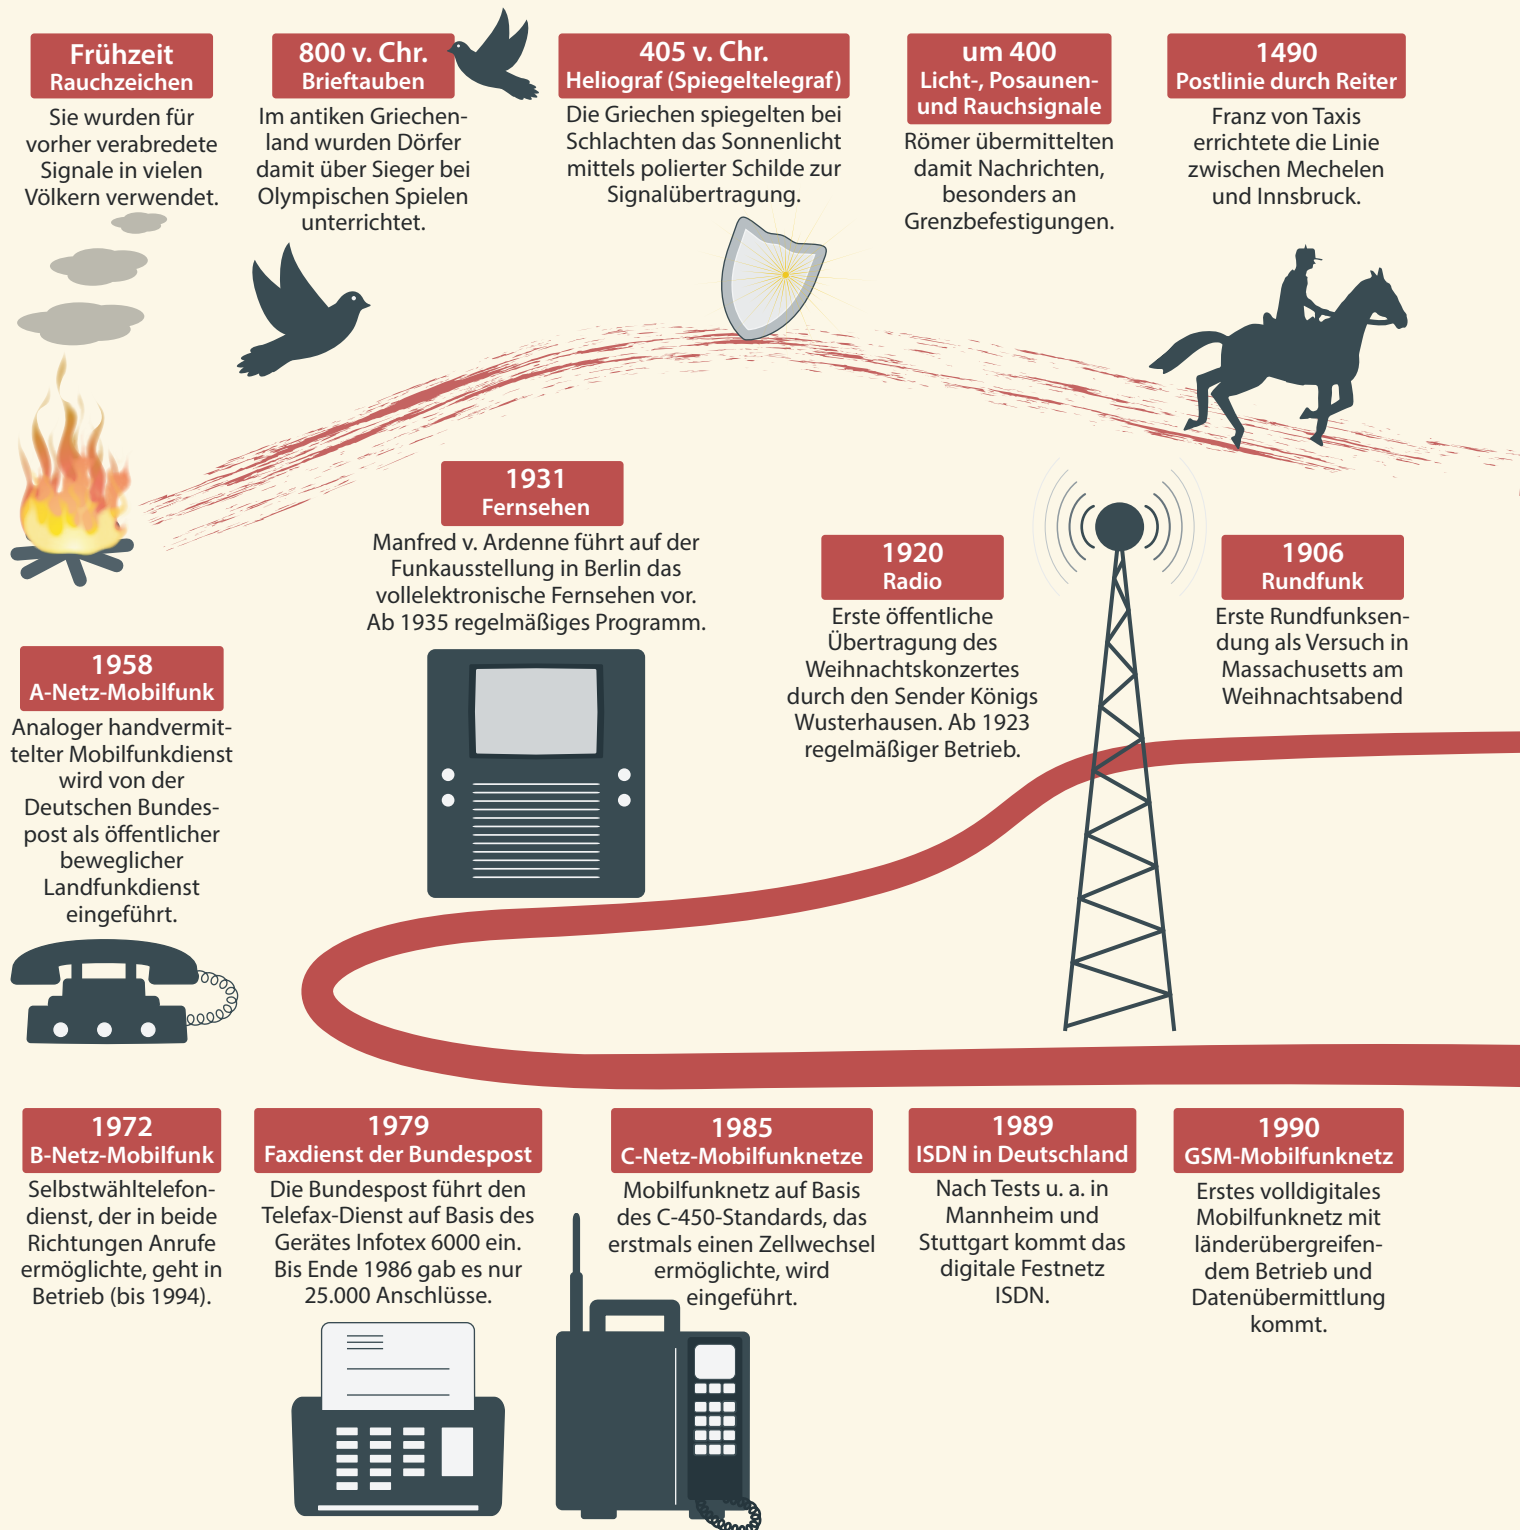 Frühzeit
Rauchzeichen
Sie wurden für
vorher verabredete
Signale in vielen
Völkern verwendet.
800 v. Chr.
Brieftauben
Im antiken Griechen-
land wurden Dörfer
damit über Sieger bei
Olympischen Spielen
unterrichtet.
405 v. Chr.
Heliograf (Spiegeltelegraf)
Die Griechen spiegelten bei
Schlachten das Sonnenlicht
mittels polierter Schilde zur
Signalübertragung.
um 400
Licht-, Posaunen-
und Rauchsignale
Römer übermittelten
damit Nachrichten,
besonders an
Grenzbefestigungen.
1490
Postlinie durch Reiter
Franz von Taxis
errichtete die Linie
zwischen Mechelen
und Innsbruck.
1906
Rundfunk
Erste Rundfunksen-
dung als Versuch in
Massachusetts am
Weihnachtsabend
1920
Radio
Erste öffentliche
Übertragung des
Weihnachtskonzertes
durch den Sender Königs
Wusterhausen. Ab 1923
regelmäßiger Betrieb.
1931
Fernsehen
Manfred v. Ardenne führt auf der
Funkausstellung in Berlin das
vollelektronische Fernsehen vor.
Ab 1935 regelmäßiges Programm.
1958
A-Netz-Mobilfunk
Analoger handvermit-
telter Mobilfunkdienst
wird von der
Deutschen Bundes-
post als öffentlicher
beweglicher
Landfunkdienst
eingeführt.
1972
B-Netz-Mobilfunk
Selbstwähltelefon-
dienst, der in beide
Richtungen Anrufe
ermöglichte, geht in
Betrieb (bis 1994).
1979
Faxdienst der Bundespost
Die Bundespost führt den
Telefax-Dienst auf Basis des
Gerätes Infotex 6000 ein.
Bis Ende 1986 gab es nur
25.000 Anschlüsse.
1985
C-Netz-Mobilfunknetze
Mobilfunknetz auf Basis
des C-450-Standards, das
erstmals einen Zellwechsel
ermöglichte, wird
eingeführt.
1989
ISDN in Deutschland
Nach Tests u. a. in
Mannheim und
Stuttgart kommt das
digitale Festnetz
ISDN.
1990
GSM-Mobilfunknetz
Erstes volldigitales
Mobilfunknetz mit
länderübergreifen-
dem Betrieb und
Datenübermittlung
kommt.